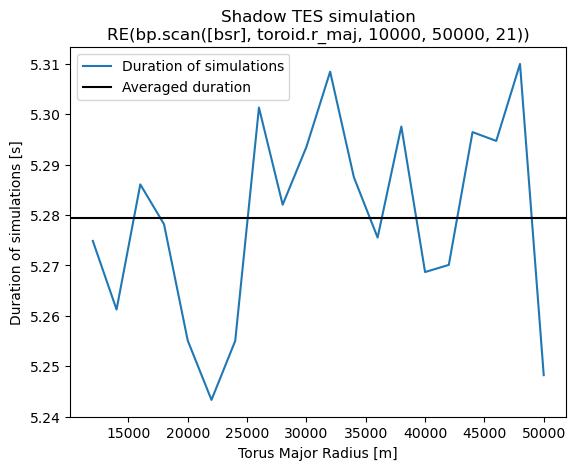 Shadow TES simulation
RE(bp.scan([bsr], toroid.r_maj, 10000, 50000, 21))
Duration of simulations
Averaged duration
Duration of simulations [s]
5.31
5.30
5.29
5.28
5.27
5.26
5.25
5.24
15000 20000 25000 30000 35000 40000 45000 50000
Torus Major Radius [m]